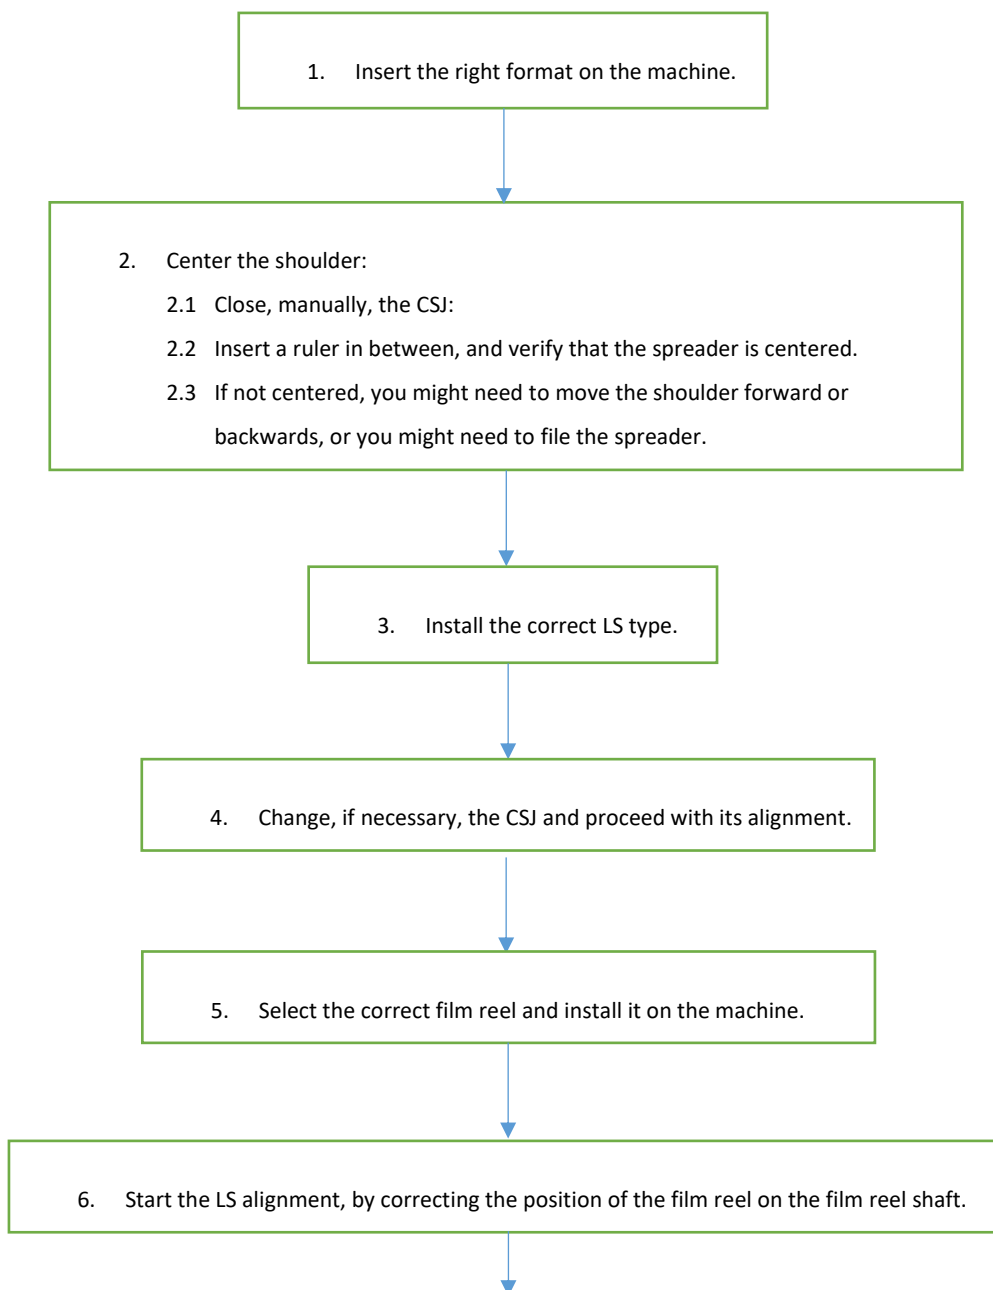 1. Insert the right format on the machine.
2. Center the shoulder:
2.1 Close, manually, the CSJ:
2.2 Insert a ruler in between, and verify that the spreader is centered.
2.3 If not centered, you might need to move the shoulder forward or
backwards, or you might need to file the spreader.
3. Install the correct LS type.
4. Change, if necessary, the CSJ and proceed with its alignment.
5. Select the correct film reel and install it on the machine.
6. Start the LS alignment, by correcting the position of the film reel on the film reel shaft.